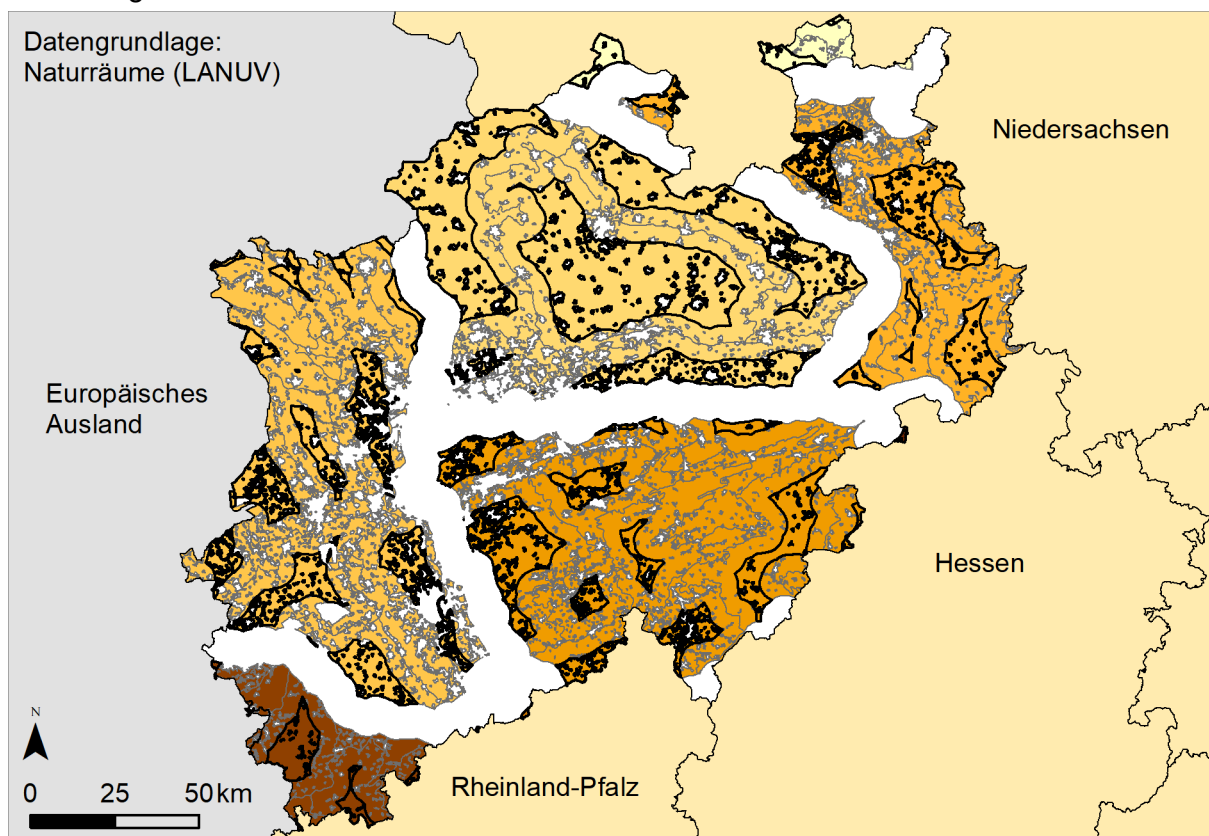 Datengrundlage:
Naturräume (LANUV)
Niedersachsen
Europäisches
Ausland
Hessen
N
Rheinland-Pfalz
0 25 50 km